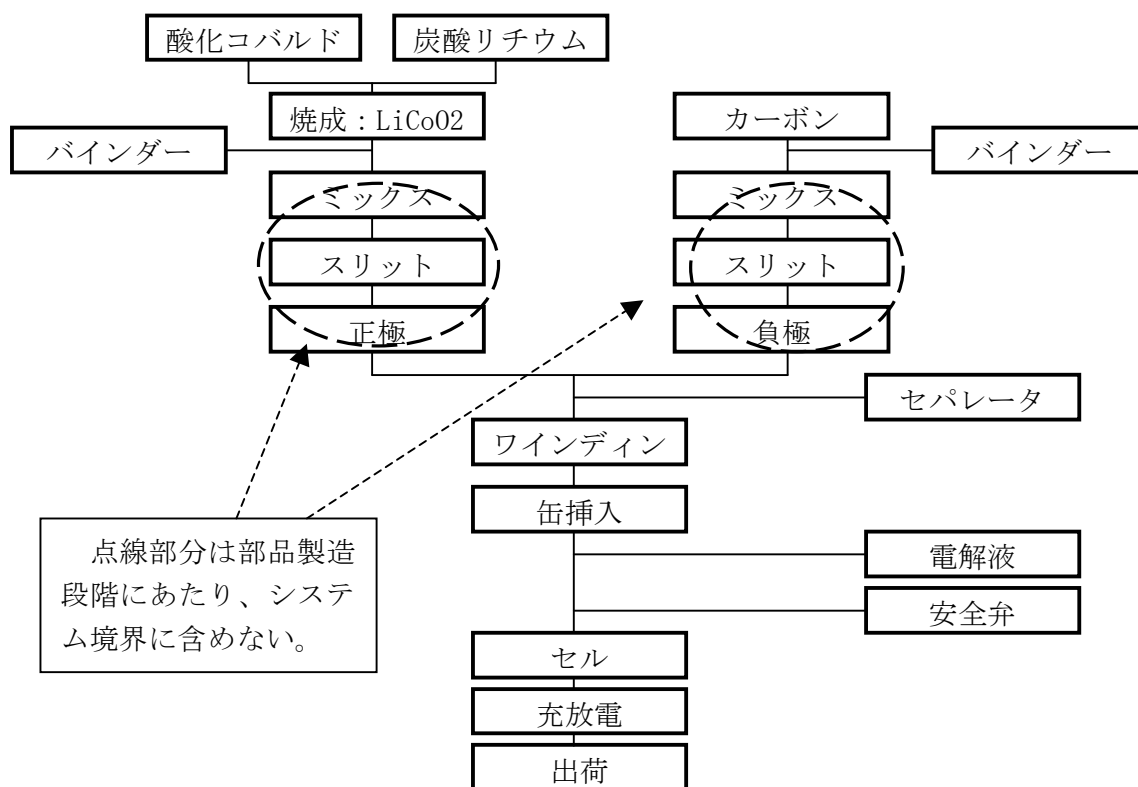 酸化コバルド
炭酸リチウム
焼成：LiCoO2
カーボン
バインダー
バインダー
ミックス
ミックス
スリット
スリット
正極
負極
セパレータ
ワインディン
缶挿入
点線部分は部品製造
段階にあたり、システ
ム境界に含めない。
電解液
安全弁
セル
充放電
出荷